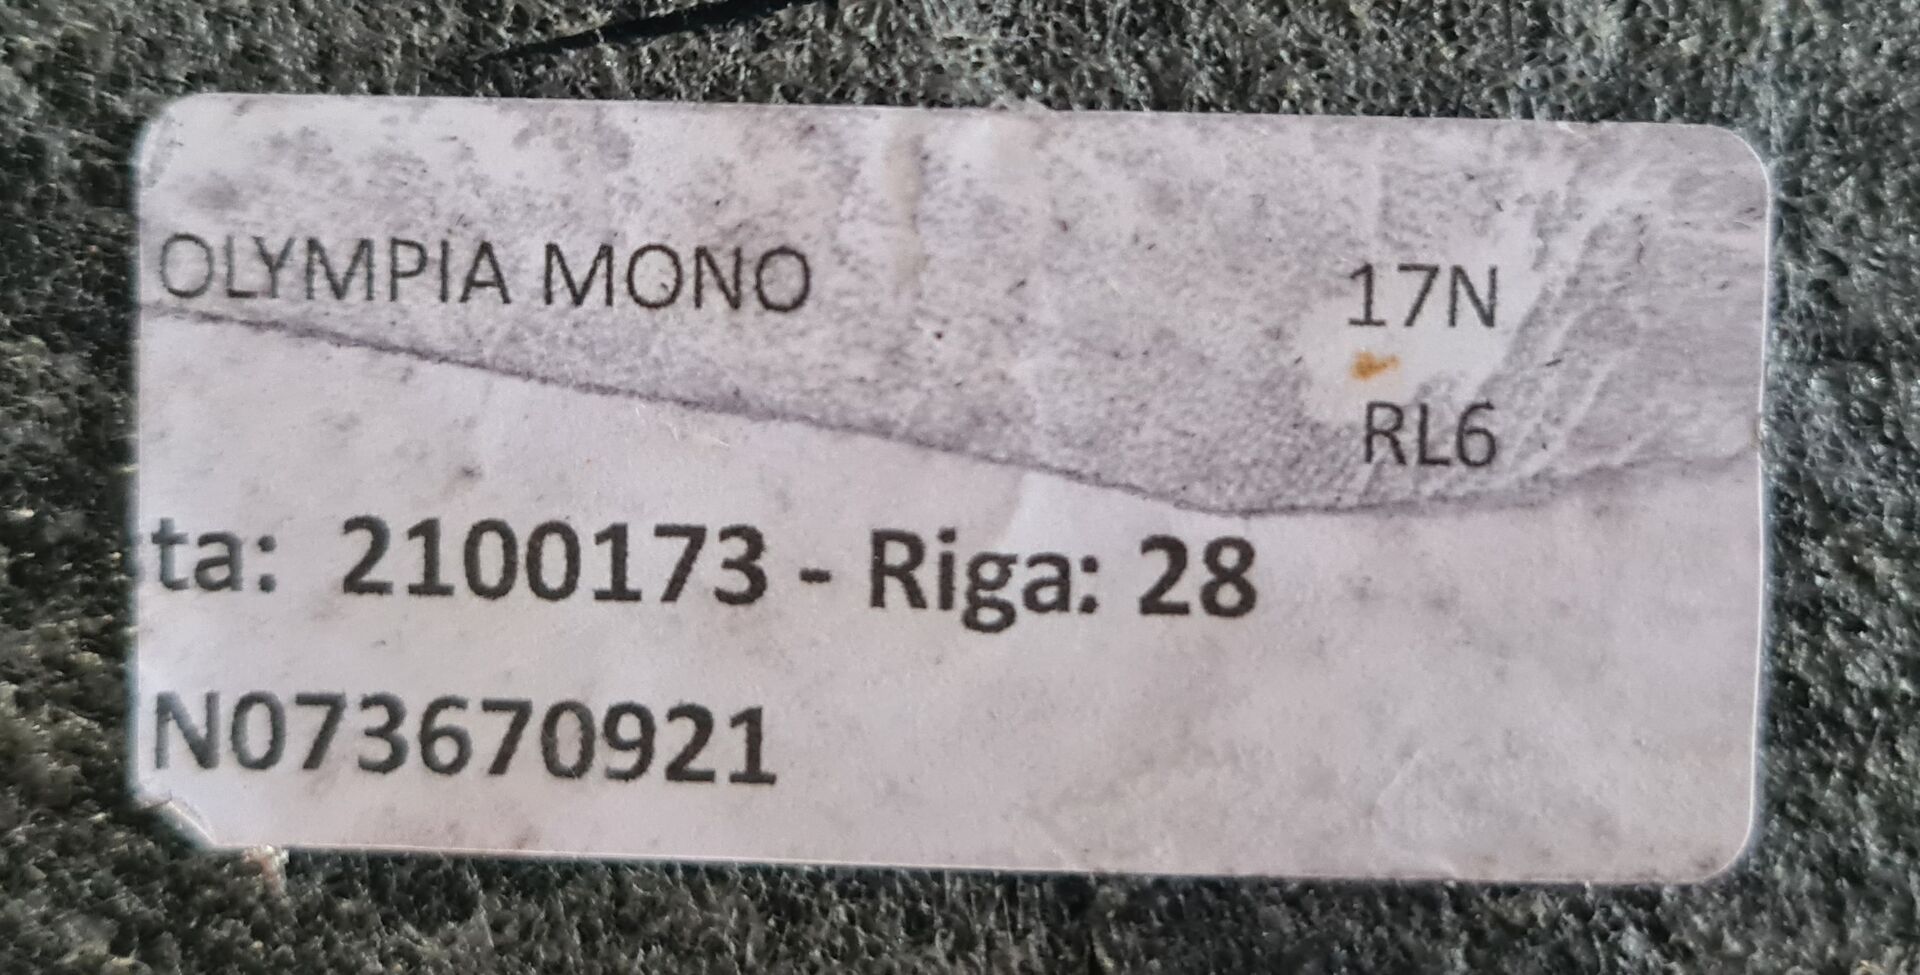 OLYMPIA MONO 17N
RL6
ta: 2100173 - Riga: 28
N073670921